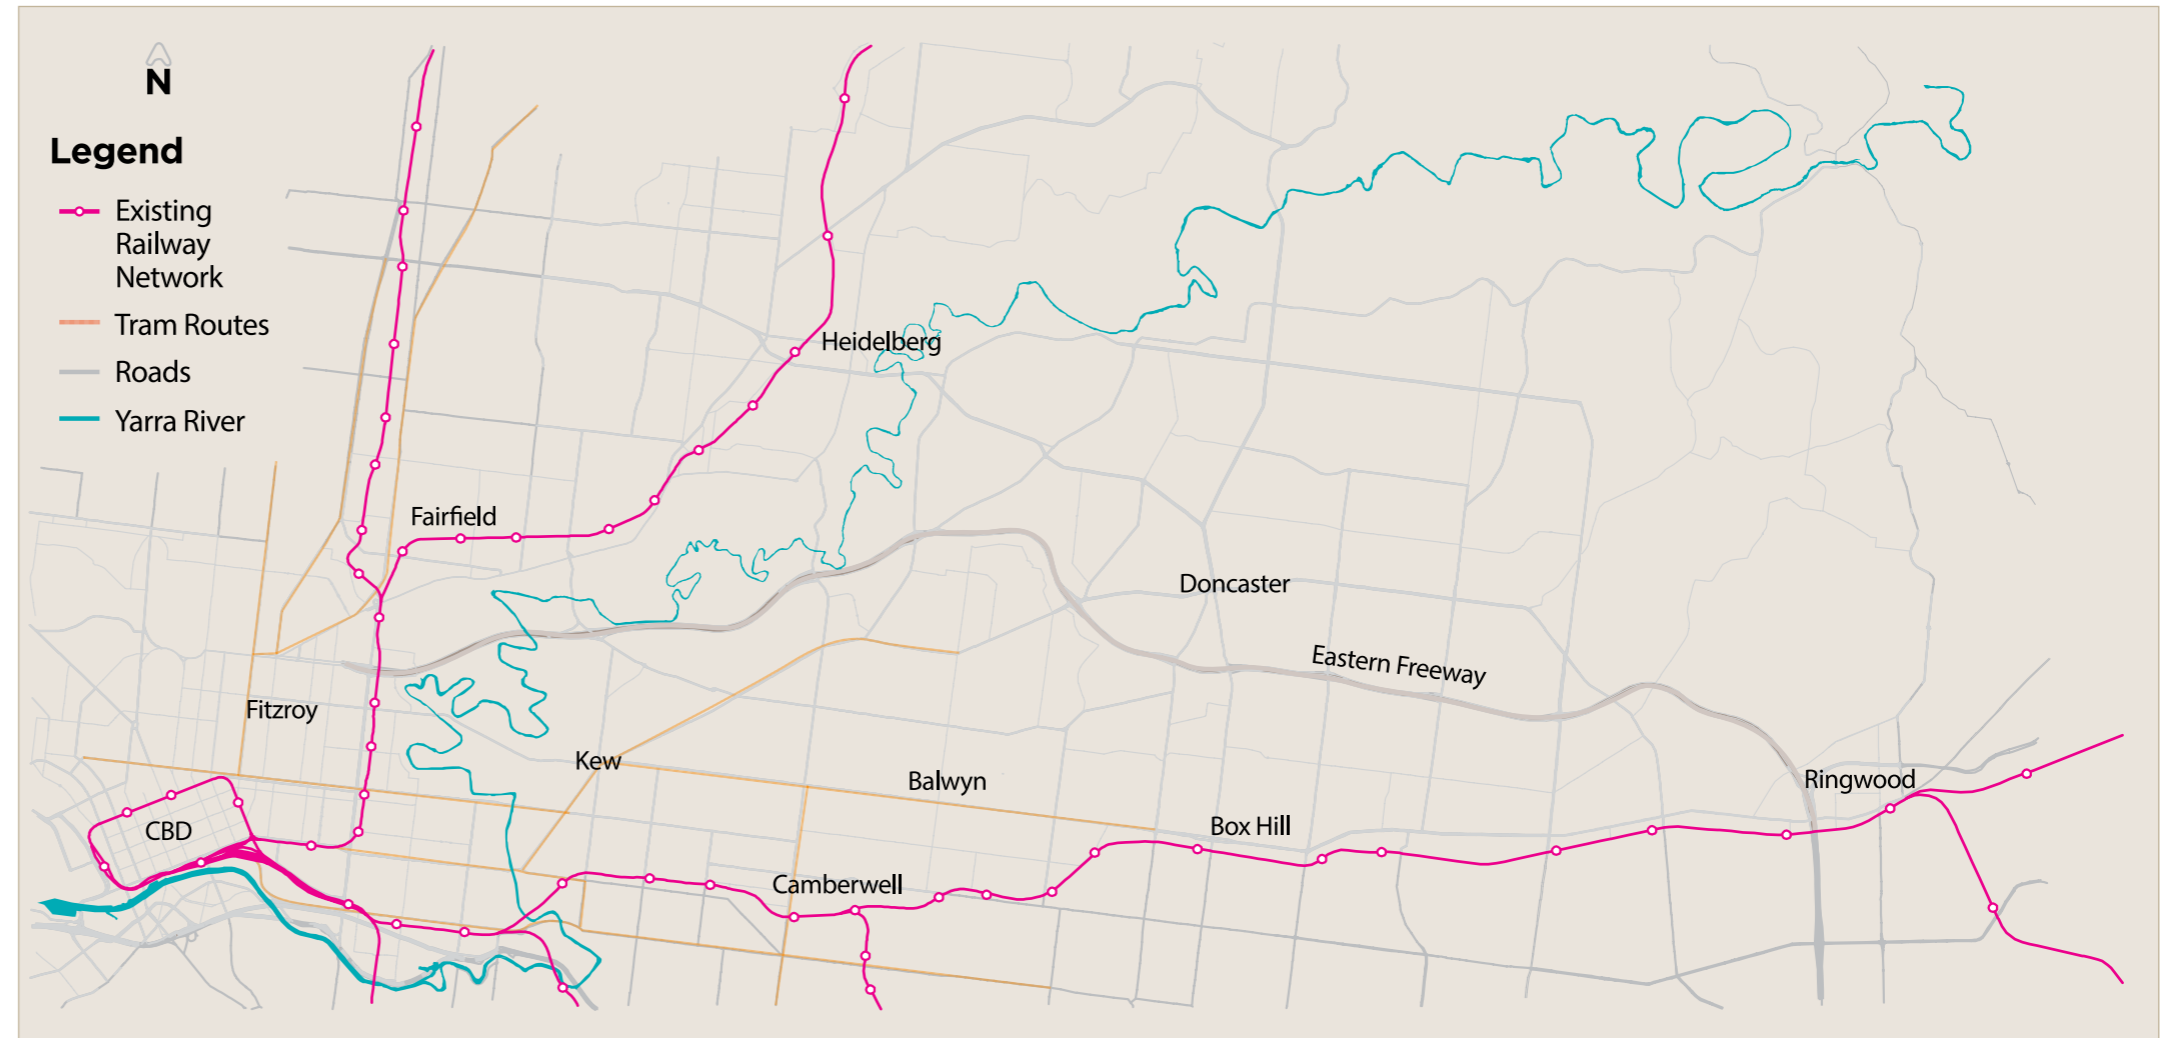 N
Legend
Existing
Railway
Network
Tram Routes
Roads
Yarra River
Heidelberg
Fairfield
Doncaster
Eastern Freeway
Fitzroy
Kew
Balwyn
Ringwood
CBD
Box Hill
Camberwell